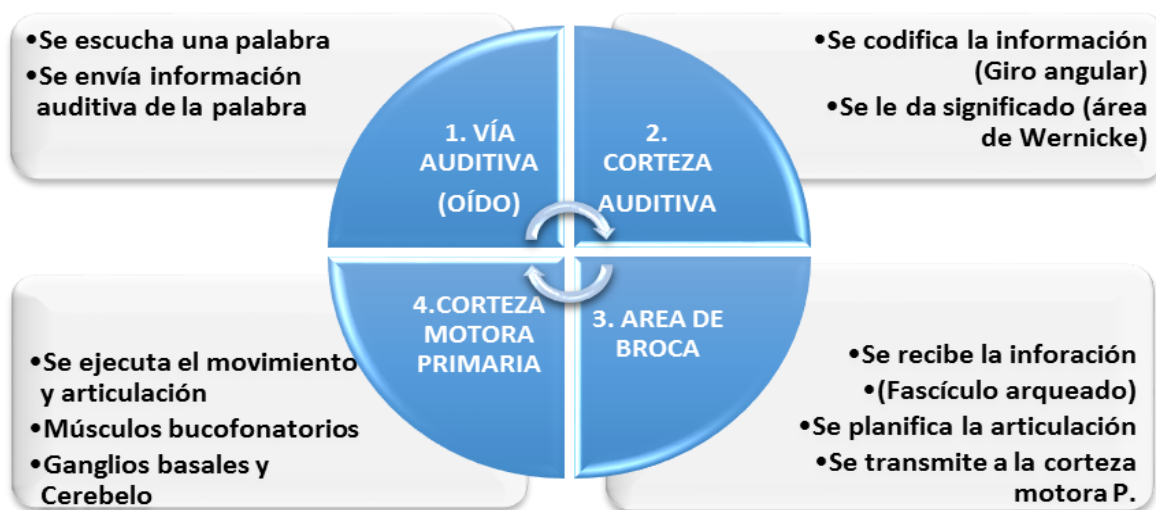 •Se escucha una palabra
•Se envía información
auditiva de la palabra
1. VÍA
AUDITIVA
(OÍDO)
2.
CORTEZA
AUDITIVA
•Se codifica la información
(Giro angular)
•Se le da significado (área
de Wernicke)
•Se ejecuta el movimiento
y articulación
•Músculos bucofonatorios
•Ganglios basales y
Cerebelo
4.CORTEZA
MOTORA
PRIMARIA
3. AREA DE
BROCA
•Se recibe la inforación
•(Fascículo arqueado)
•Se planifica la articulación
•Se transmite a la corteza
motora P.